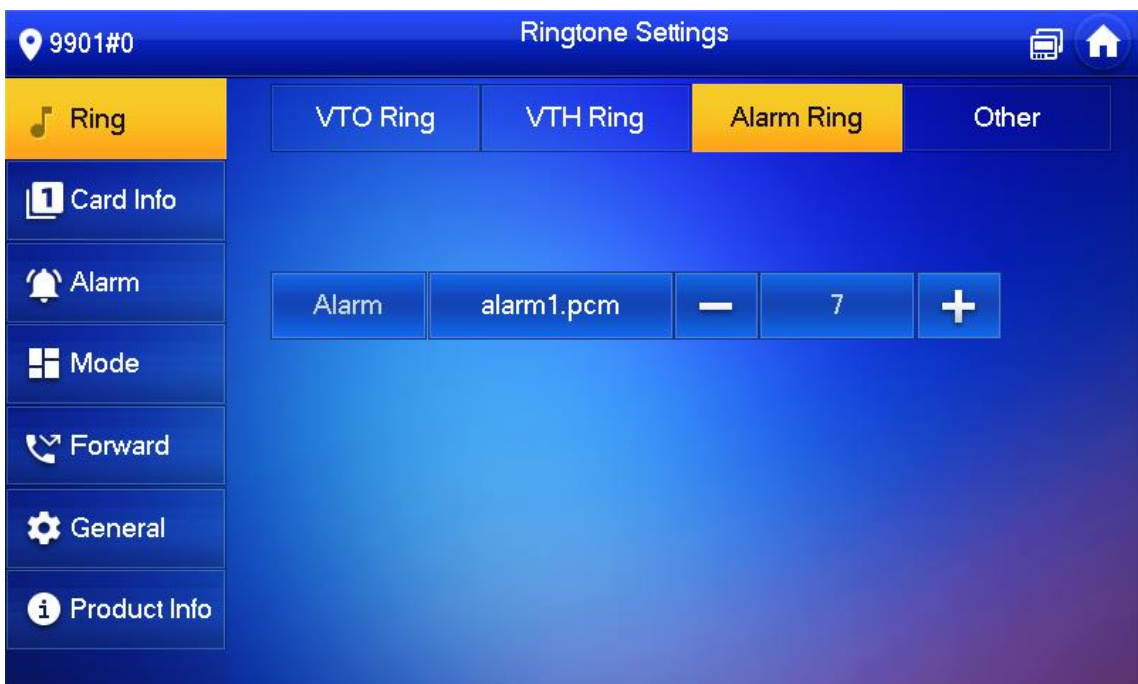 9901#0
Ringtone Settings
Ring
VTO Ring
VTH Ring
Alarm Ring
Other
1 Card Info
Alarm
Alarm
alarm1.pcm
7
Mode
Forward
General
i Product Info